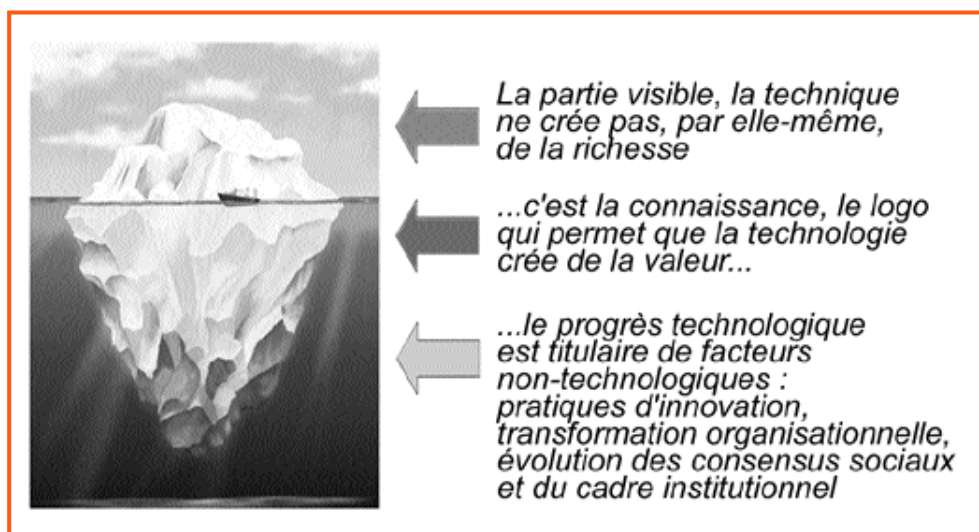 La partie visible, la technique
ne crée pas, par elle-même,
de la richesse
...c'est la connaissance, le logo
qui permet que la technologie
crée de la valeur...
...le progrès technologique
est titulaire de facteurs
non-technologiques :
pratiques d'innovation,
transformation organisationnelle,
évolution des consensus sociaux
et du cadre institutionnel